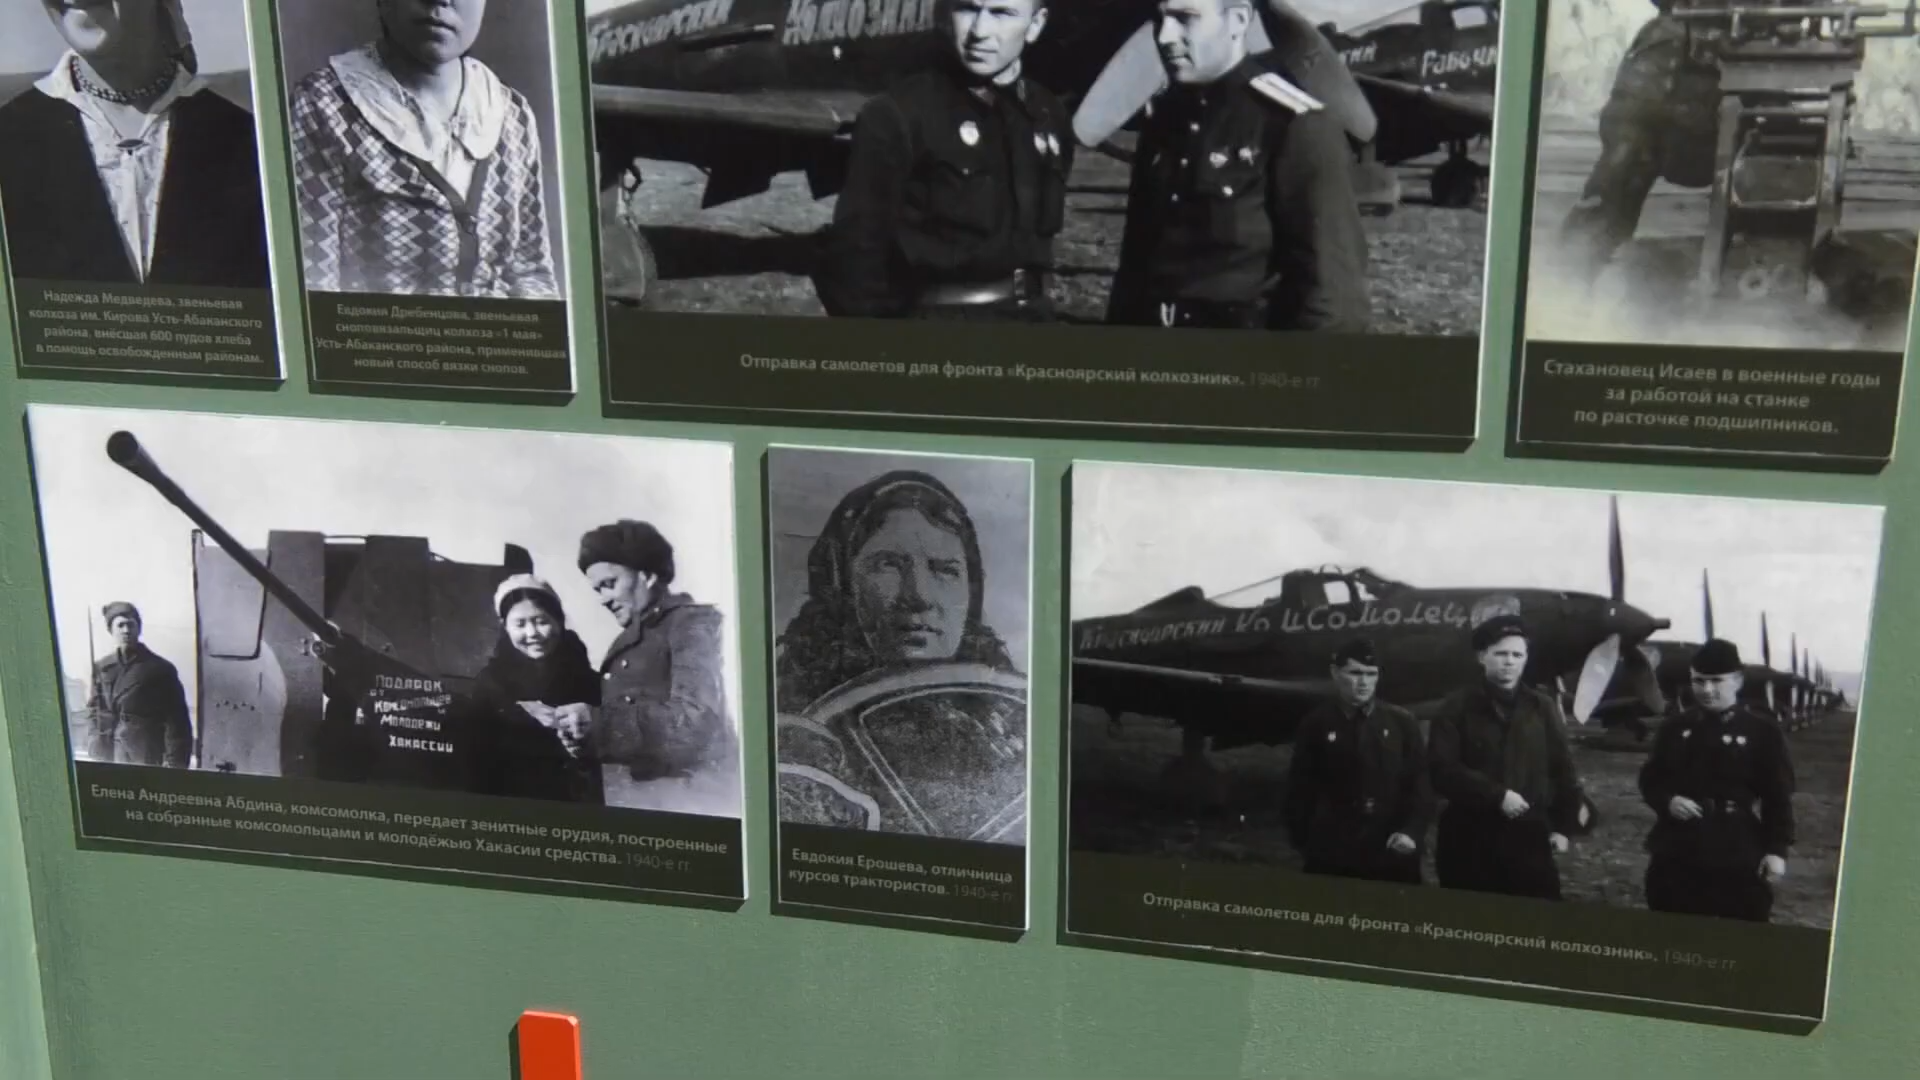 Красноярский
Колхозник
Рабочи
Надежда Медведева, звеньевая
колхоза им. Кирова Усть-Абаканского
района, внёсшая 600 пудов хлеба
в помощь освобожденным районам.
Евдокия Дребенцова, звеньевая
сноповязальщиц колхоза «1 мая»
Усть-Абаканского района, применившая
новый способ вязки снопов.
Отправка самолетов для фронта «Красноярский колхозник». 1940-е гг.
Стахановец Исаев в военные годы
за работой на станке
по расточке подшипников.
Подарок
от
Комсомольцев
и
Молодежи
Хакассии
Елена Андреевна Абдина, комсомолка, передает зенитные орудия, построенные
на собранные комсомольцами и молодёжью Хакасии средства. 1940-е гг.
Евдокия Ерошева, отличница
курсов трактористов. 1940-е гг.
Красноярский Комсомолец
Отправка самолетов для фронта «Красноярский колхозник». 1940-е гг.